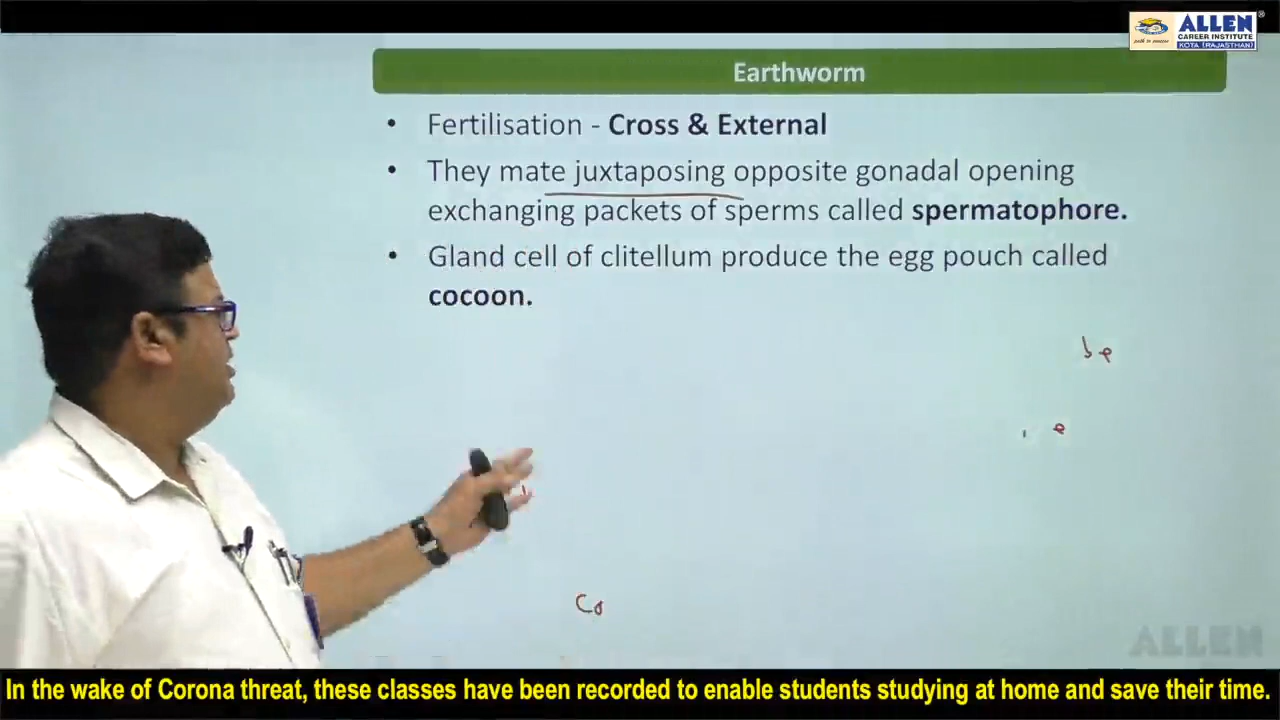 ALLEN
CAREER INSTITUTE
KOTA (RAJASTHAN)
Earthworm
• Fertilisation - Cross & External
• They mate juxtaposing opposite gonadal opening
exchanging packets of sperms called spermatophore.
• Gland cell of clitellum produce the egg pouch called
cocoon.
Co
ALLEN
In the wake of Corona threat, these classes have been recorded to enable students studying at home and save their time.